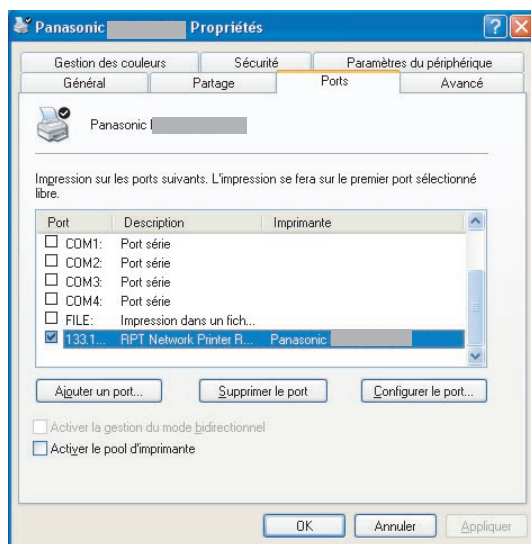 Panasonic Propriétés
Gestion des couleurs Sécurité Paramètres du périphérique
Général Partage Ports Avancé
Panasonic
Impression sur les ports suivants. L'impression se fera sur le premier port sélectionné
libre.
Port Description Imprimante
COM1: Port série
COM2: Port série
COM3: Port série
COM4: Port série
FILE: Impression dans un fich...
133.1... RPT Network Printer R... Panasonic
Ajouter un port... Supprimer le port Configurer le port...
Activer la gestion du mode bidirectionnel
Activer le pool d'imprimante
OK Annuler Appliquer